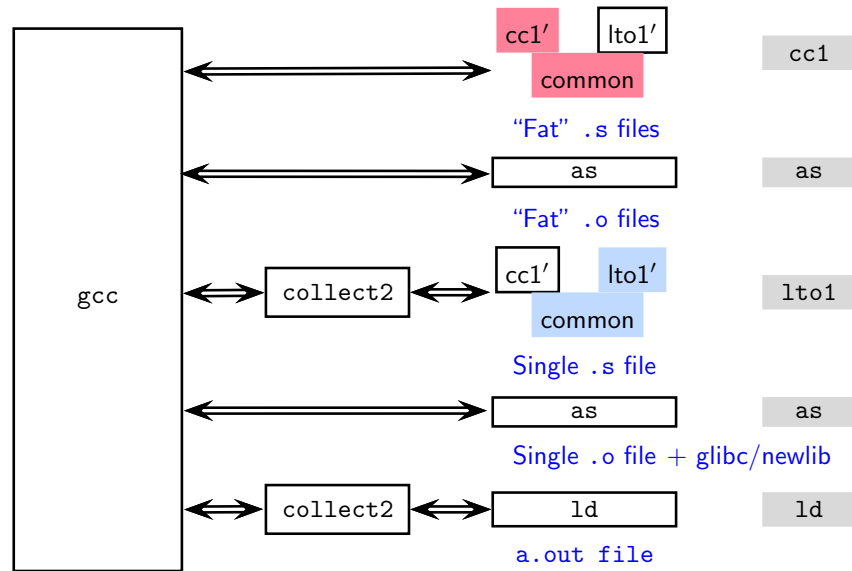 cc1′ lto1′ cc1
common
“Fat” .s files
as as
“Fat” .o files
cc1′ lto1′
gcc collect2 lto1
common
Single .s file
as as
Single .o file + glibc/newlib
collect2 ld ld
a.out file